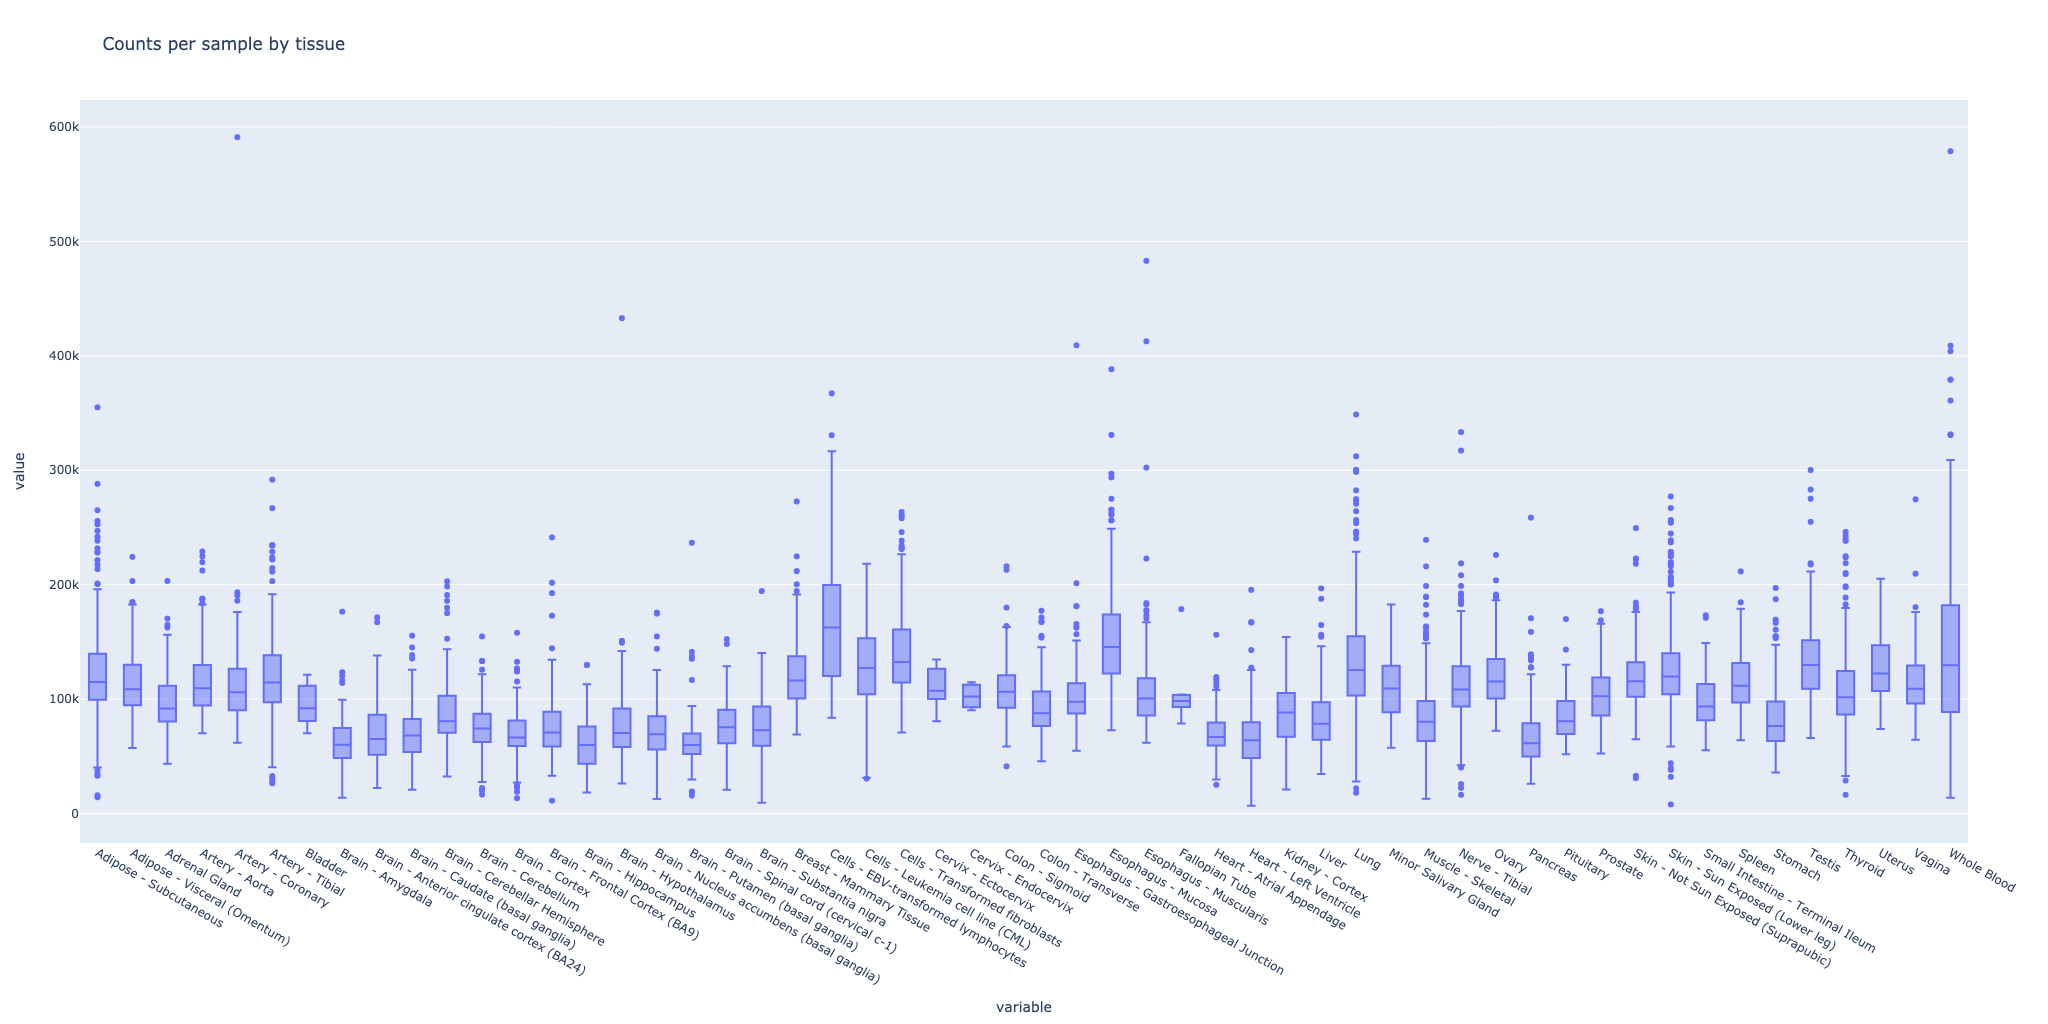 Counts per sample by tissue
600k
500k
400k
300k
200k
100k
0
value
Adipose - Subcutaneous
Adipose - Visceral (Omentum)
Adrenal Gland
Artery - Aorta
Artery - Coronary
Artery - Tibial
Bladder
Brain - Amygdala
Brain - Anterior cingulate cortex (BA24)
Brain - Caudate (basal ganglia)
Brain - Cerebellar Hemisphere
Brain - Cerebellum
Brain - Cortex
Brain - Frontal Cortex (BA9)
Brain - Hippocampus
Brain - Hypothalamus
Brain - Nucleus accumbens (basal ganglia)
Brain - Putamen (basal ganglia)
Brain - Spinal cord (cervical c-1)
Brain - Substantia nigra
Breast - Mammary Tissue
Cells - EBV-transformed lymphocytes
Cells - Leukemia cell line (CML)
Cells - Transformed fibroblasts
Cervix - Ectocervix
Cervix - Endocervix
Colon - Sigmoid
Colon - Transverse
Esophagus - Gastroesophageal Junction
Esophagus - Mucosa
Esophagus - Muscularis
Fallopian Tube
Heart - Atrial Appendage
Heart - Left Ventricle
Kidney - Cortex
Liver
Lung
Minor Salivary Gland
Muscle - Skeletal
Nerve - Tibial
Ovary
Pancreas
Pituitary
Prostate
Skin - Not Sun Exposed (Suprapubic)
Skin - Sun Exposed (Lower leg)
Small Intestine - Terminal Ileum
Spleen
Stomach
Testis
Thyroid
Uterus
Vagina
Whole Blood
variable